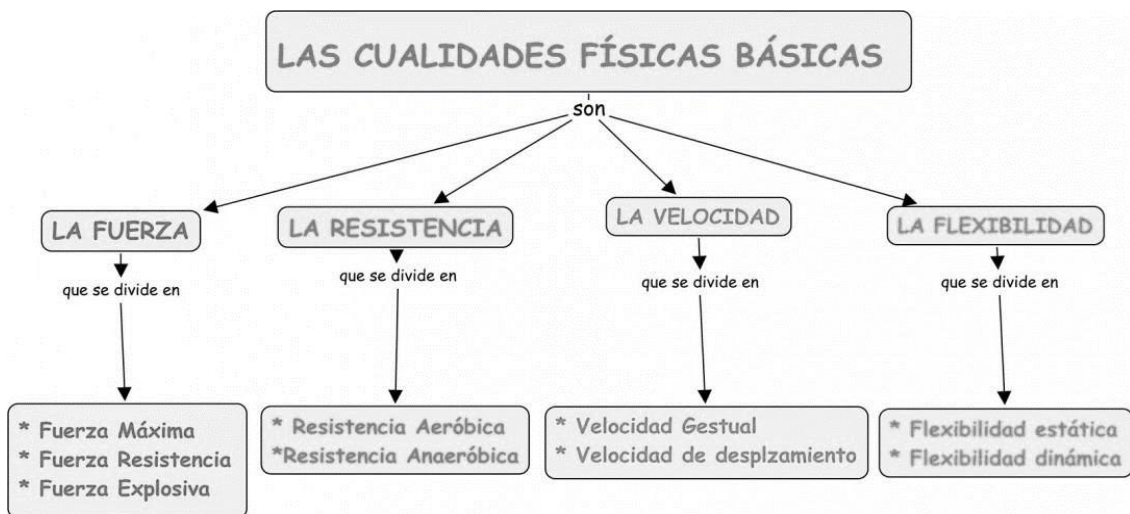 LAS CUALIDADES FÍSICAS BÁSICAS
son
LA FUERZA
LA RESISTENCIA
LA VELOCIDAD
LA FLEXIBILIDAD
que se divide en
que se divide en
que se divide en
que se divide en
* Fuerza Máxima
* Fuerza Resistencia
* Fuerza Explosiva
* Resistencia Aeróbica
*Resistencia Anaeróbica
* Velocidad Gestual
* Velocidad de desplzamiento
* Flexibilidad estática
* Flexibilidad dinámica